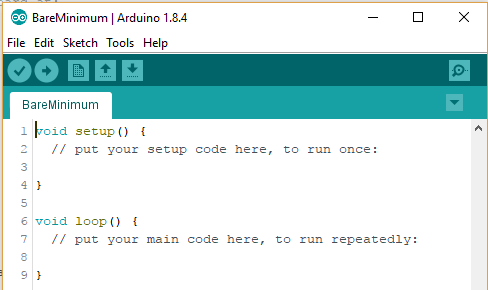 BareMinimum | Arduino 1.8.4
File Edit Sketch Tools Help
BareMinimum
1 void setup() {
2 // put your setup code here, to run once:
3
4 }
5
6 void loop() {
7 // put your main code here, to run repeatedly:
8
9 }